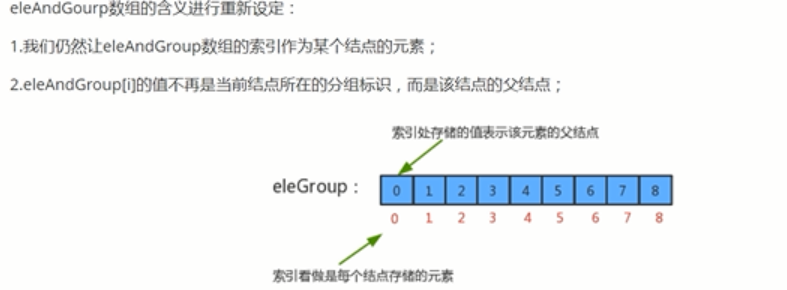 eleAndGourp数组的含义进行重新设定：
1.我们仍然让eleAndGroup数组的索引作为某个结点的元素；
2.eleAndGroup[i]的值不再是当前结点所在的分组标识，而是该结点的父结点；
索引处存储的值表示该元素的父结点
eleGroup： 0 1 2 3 4 5 6 7 8
0 1 2 3 4 5 6 7 8
索引看做是每个结点存储的元素